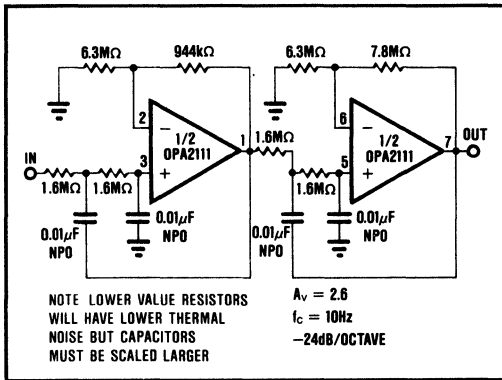 6.3MΩ
944kΩ
6.3MΩ
7.8MΩ
2
1/2
OPA2111
1
3
6
1/2
OPA2111
7
5
OUT
IN
1.6MΩ
1.6MΩ
1.6MΩ
1.6MΩ
0.01μF
NPO
0.01μF
NPO
0.01μF
NPO
0.01μF
NPO
NOTE LOWER VALUE RESISTORS
WILL HAVE LOWER THERMAL
NOISE BUT CAPACITORS
MUST BE SCALED LARGER
Av = 2.6
fc = 10Hz
−24dB/OCTAVE